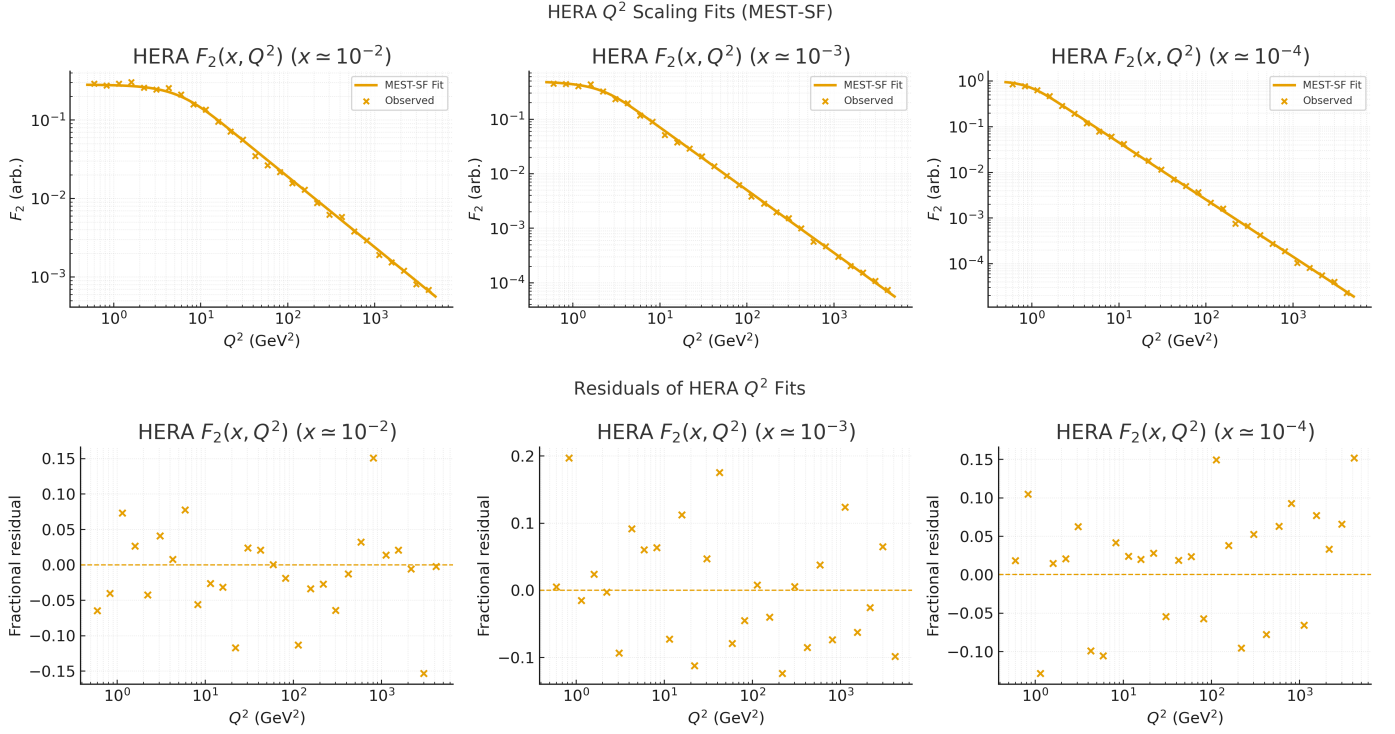 HERA Q² Scaling Fits (MEST-SF)
HERA F₂(x, Q²) (x ≃ 10⁻²)
HERA F₂(x, Q²) (x ≃ 10⁻³)
HERA F₂(x, Q²) (x ≃ 10⁻⁴)
MEST-SF Fit
Observed
MEST-SF Fit
Observed
MEST-SF Fit
Observed
F₂ (arb.)
10⁻¹
10⁻²
10⁻³
10⁰
10¹
10²
10³
Q² (GeV²)
F₂ (arb.)
10⁻¹
10⁻²
10⁻³
10⁻⁴
10⁰
10¹
10²
10³
Q² (GeV²)
F₂ (arb.)
10⁰
10⁻¹
10⁻²
10⁻³
10⁻⁴
10⁰
10¹
10²
10³
Q² (GeV²)
Residuals of HERA Q² Fits
HERA F₂(x, Q²) (x ≃ 10⁻²)
HERA F₂(x, Q²) (x ≃ 10⁻³)
HERA F₂(x, Q²) (x ≃ 10⁻⁴)
Fractional residual
0.15
0.10
0.05
0.00
−0.05
−0.10
−0.15
10⁰
10¹
10²
10³
Q² (GeV²)
Fractional residual
0.2
0.1
0.0
−0.1
10⁰
10¹
10²
10³
Q² (GeV²)
Fractional residual
0.15
0.10
0.05
0.00
−0.05
−0.10
10⁰
10¹
10²
10³
Q² (GeV²)